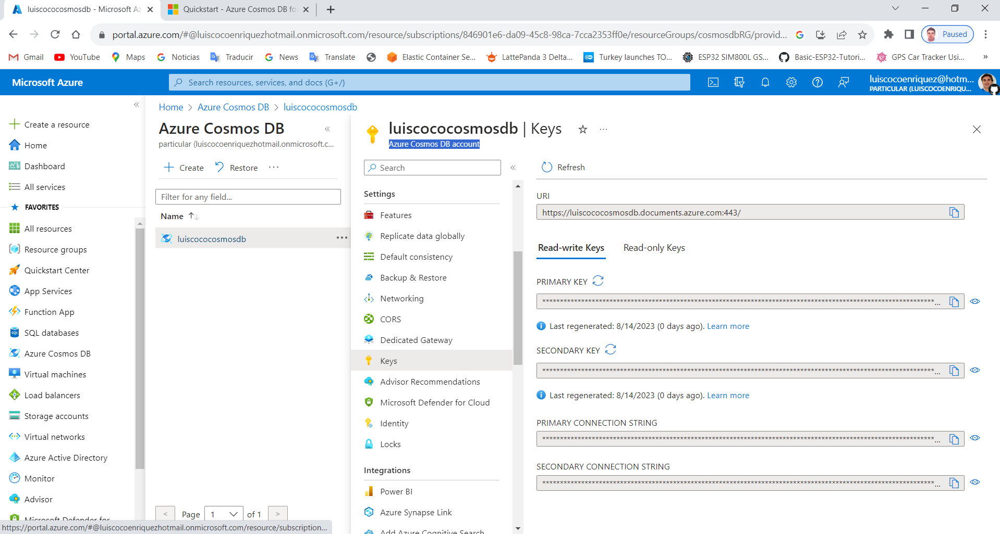 luiscococosmosdb - Microsoft Az
Quickstart - Azure Cosmos DB fo
portal.azure.com/#@luiscocoenriquezhotmail.onmicrosoft.com/resource/subscriptions/846901e6-da09-45c8-98ca-7cca2353ff0e/resourceGroups/cosmosdbRG/provid...
Paused
Gmail
YouTube
Maps
Noticias
Traducir
News
Translate
Elastic Container Se...
LattePanda 3 Delta...
Turkey launches TO...
ESP32 SIM800L GS...
Basic-ESP32-Tutori...
GPS Car Tracker Usi...
»
Microsoft Azure
Search resources, services, and docs (G+/)
luiscocoenriquez@hotm...
PARTICULAR (LUISCOCOENRIQU...
Create a resource
Home
Dashboard
All services
FAVORITES
All resources
Resource groups
Quickstart Center
App Services
Function App
SQL databases
Azure Cosmos DB
Virtual machines
Load balancers
Storage accounts
Virtual networks
Azure Active Directory
Monitor
Advisor
Microsoft Defender for
https://portal.azure.com/#@luiscocoenriquezhotmail.onmicrosoft.com/resource/subscription...
Home > Azure Cosmos DB > luiscococosmosdb
Azure Cosmos DB
particular (luiscocoenriquezhotmail.onmicrosoft.c...
Create
Restore
...
Filter for any field...
Name
luiscococosmosdb
...
< Page 1 of 1 >
luiscococosmosdb | Keys
Azure Cosmos DB account
Search
Settings
Features
Replicate data globally
Default consistency
Backup & Restore
Networking
CORS
Dedicated Gateway
Keys
Advisor Recommendations
Microsoft Defender for Cloud
Identity
Locks
Integrations
Power BI
Azure Synapse Link
Add Azure Cognitive Search
Refresh
URI
https://luiscococosmosdb.documents.azure.com:443/
Read-write Keys
Read-only Keys
PRIMARY KEY
Last regenerated: 8/14/2023 (0 days ago). Learn more
SECONDARY KEY
Last regenerated: 8/14/2023 (0 days ago). Learn more
PRIMARY CONNECTION STRING
SECONDARY CONNECTION STRING